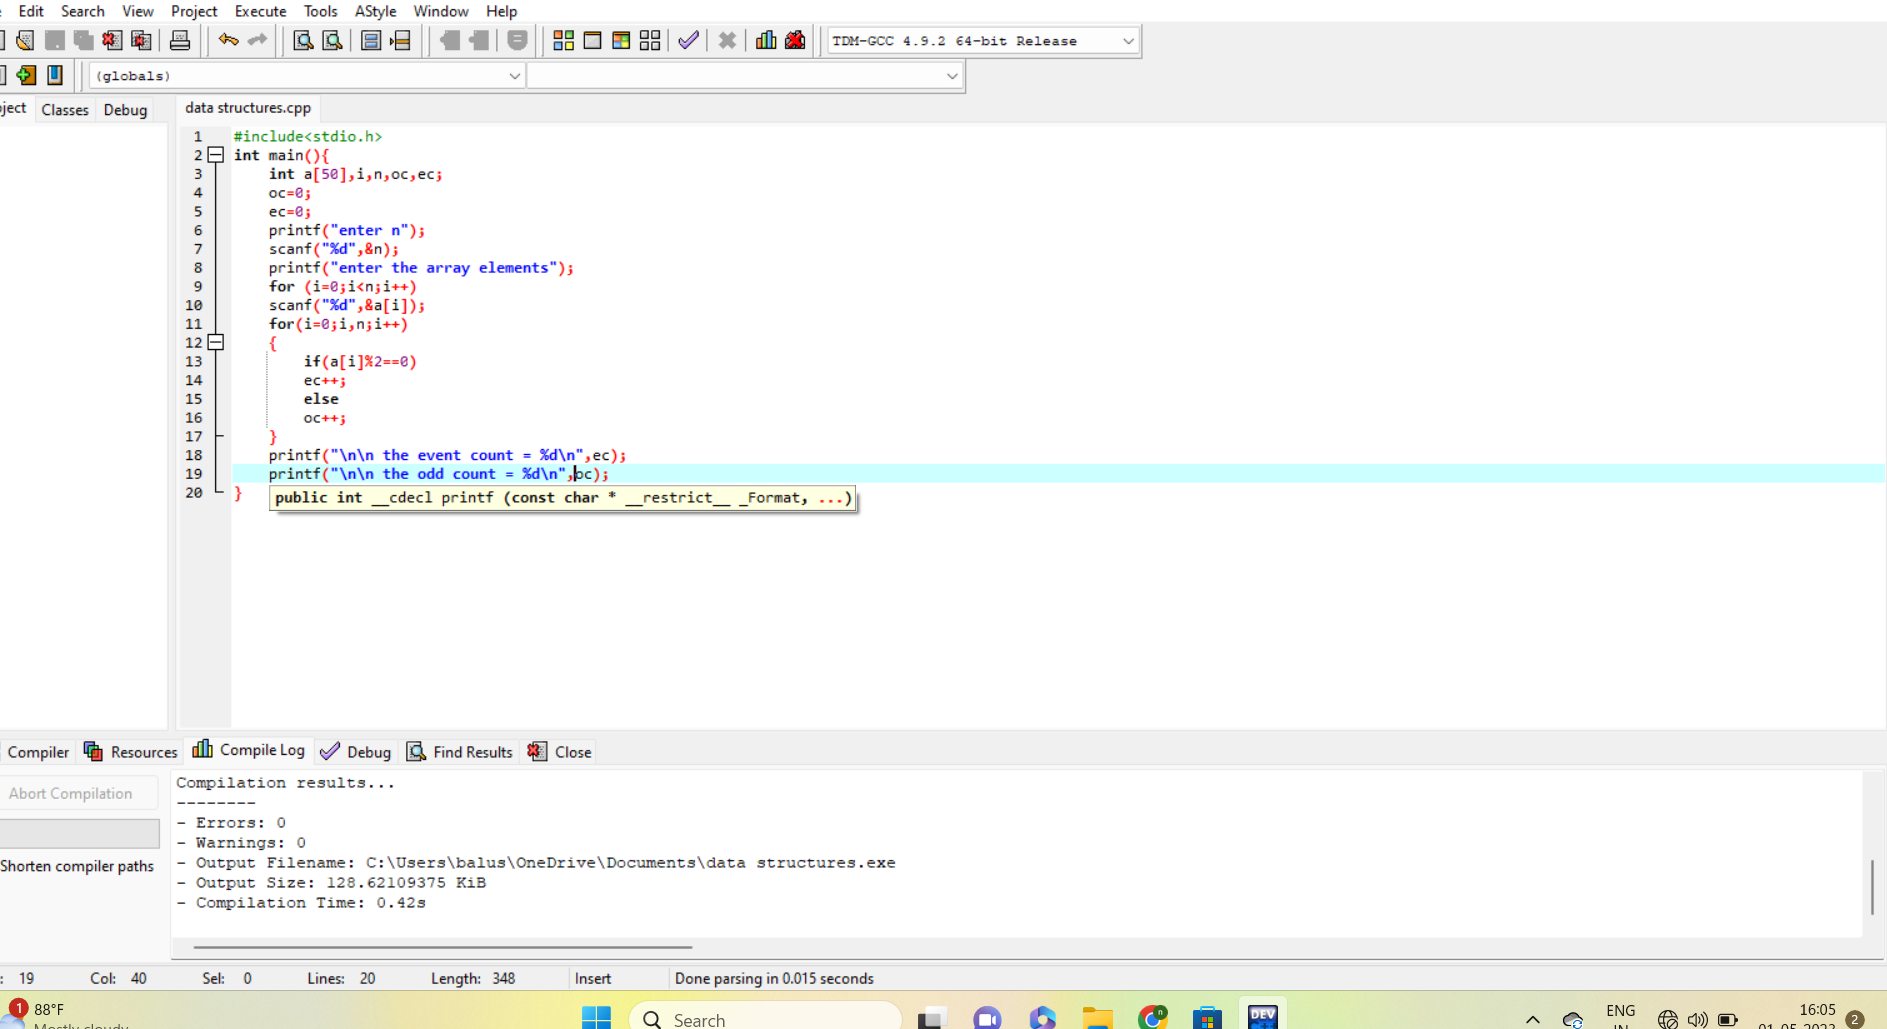 Edit Search View Project Execute Tools AStyle Window Help
TDM-GCC 4.9.2 64-bit Release
(globals)
ject Classes Debug data structures.cpp
1 #include<stdio.h>
2 int main(){
3 int a[50],i,n,oc,ec;
4 oc=0;
5 ec=0;
6 printf("enter n");
7 scanf("%d",&n);
8 printf("enter the array elements");
9 for (i=0;i<n;i++)
10 scanf("%d",&a[i]);
11 for(i=0;i,n;i++)
12 {
13 if(a[i]%2==0)
14 ec++;
15 else
16 oc++;
17 }
18 printf("\n\n the event count = %d\n",ec);
19 printf("\n\n the odd count = %d\n",oc);
20 }
public int __cdecl printf (const char * __restrict__ _Format, ...)
Compiler Resources Compile Log Debug Find Results Close
Abort Compilation
Shorten compiler paths
Compilation results...
--------
- Errors: 0
- Warnings: 0
- Output Filename: C:\Users\balus\OneDrive\Documents\data structures.exe
- Output Size: 128.62109375 KiB
- Compilation Time: 0.42s
: 19 Col: 40 Sel: 0 Lines: 20 Length: 348 Insert Done parsing in 0.015 seconds
1 88°F
Mostly cloudy
Search
DEV
ENG
IN
16:05
01-05-2023
2